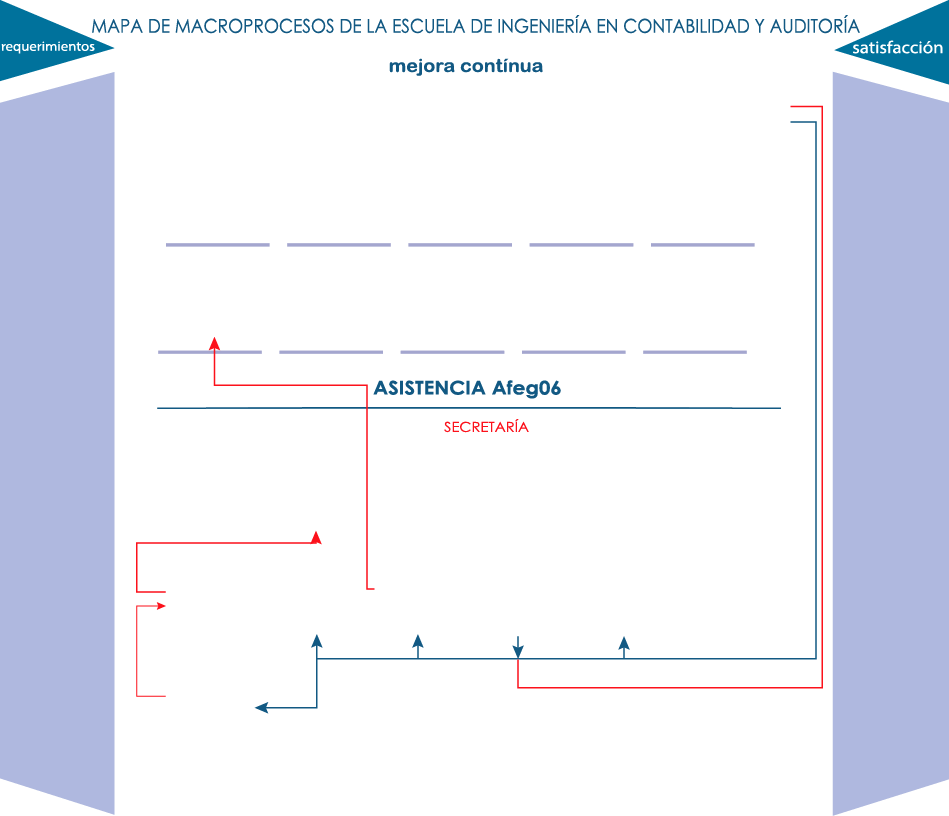 MAPA DE MACROPROCESOS DE LA ESCUELA DE INGENIERÍA EN CONTABILIDAD Y AUDITORÍA
requerimientos
satisfacción
mejora contínua
ASISTENCIA Afeg06
SECRETARÍA